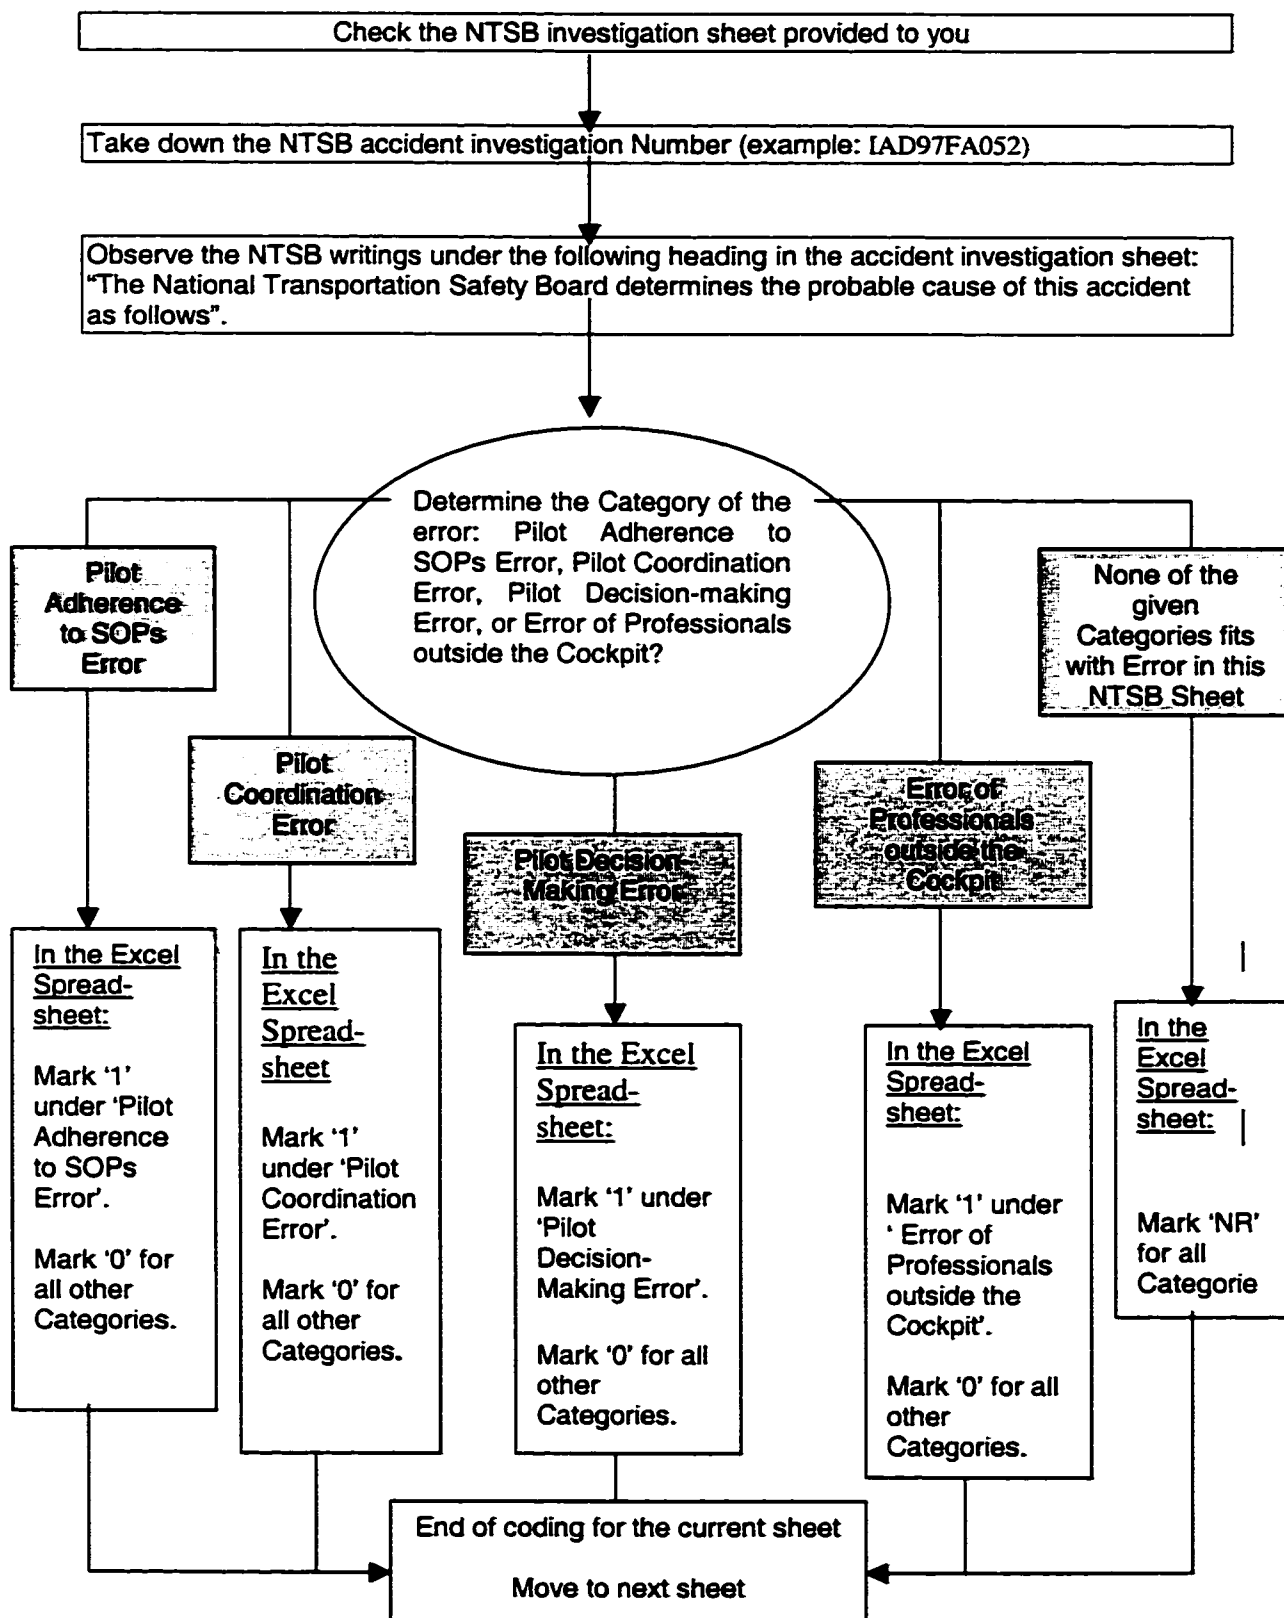 Check the NTSB investigation sheet provided to you
Take down the NTSB accident investigation Number (example: IAD97FA052)
Observe the NTSB writings under the following heading in the accident investigation sheet:
“The National Transportation Safety Board determines the probable cause of this accident
as follows”.
Determine the Category of the
error: Pilot Adherence to
SOPs Error, Pilot Coordination
Error, Pilot Decision-making
Error, or Error of Professionals
outside the Cockpit?
Pilot
Adherence
to SOPs
Error
Pilot
Coordination
Error
Pilot Decision-
Making Error
Error of
Professionals
outside the
Cockpit
None of the
given
Categories fits
with Error in this
NTSB Sheet
In the Excel
Spread-
sheet:
Mark ‘1’
under ‘Pilot
Adherence
to SOPs
Error’.
Mark ‘0’ for
all other
Categories.
In the
Excel
Spread-
sheet
Mark ‘1’
under ‘Pilot
Coordination
Error’.
Mark ‘0’ for
all other
Categories.
In the Excel
Spread-
sheet:
Mark ‘1’ under
‘Pilot
Decision-
Making Error’.
Mark ‘0’ for all
other
Categories.
In the Excel
Spread-
sheet:
Mark ‘1’ under
‘ Error of
Professionals
outside the
Cockpit’.
Mark ‘0’ for all
other
Categories.
In the
Excel
Spread-
sheet:
Mark ‘NR’
for all
Categorie
End of coding for the current sheet
Move to next sheet